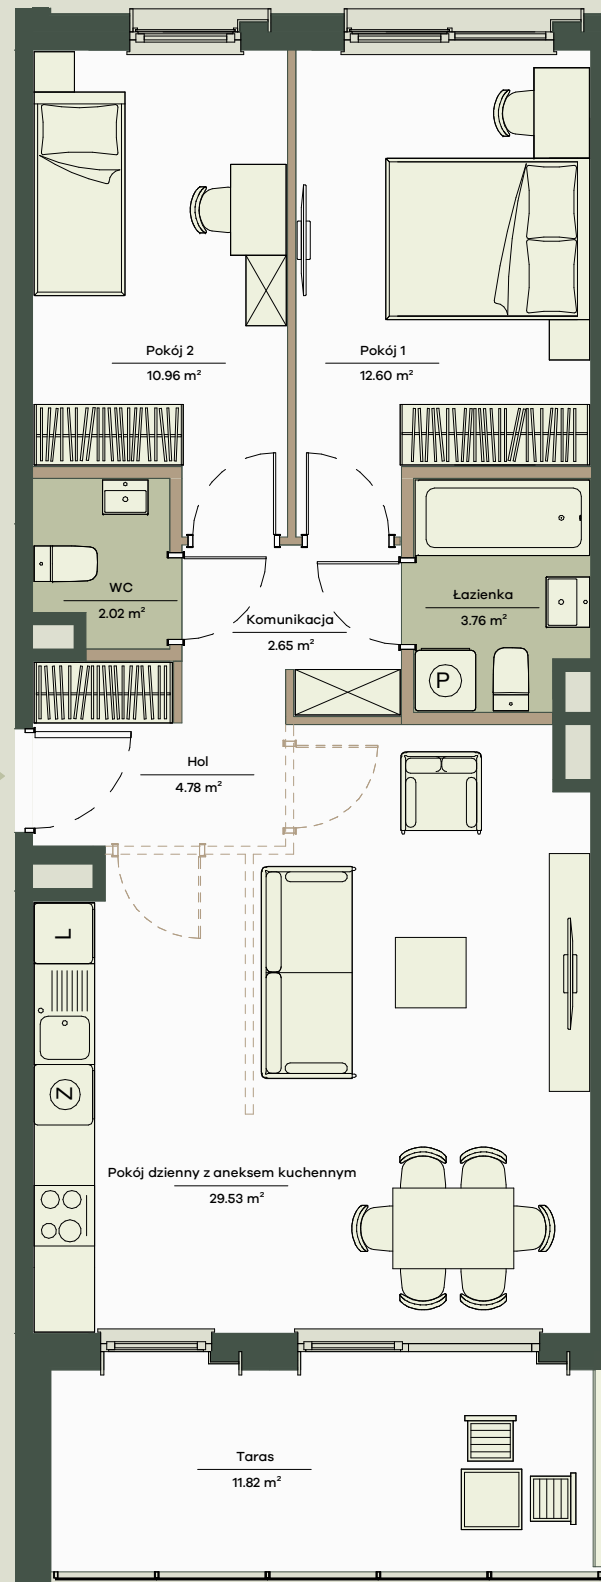 Pokój 2
10.96 m²
Pokój 1
12.60 m²
WC
2.02 m²
Komunikacja
2.65 m²
Łazienka
3.76 m²
P
Hol
4.78 m²
L
Z
Pokój dzienny z aneksem kuchennym
29.53 m²
Taras
11.82 m²